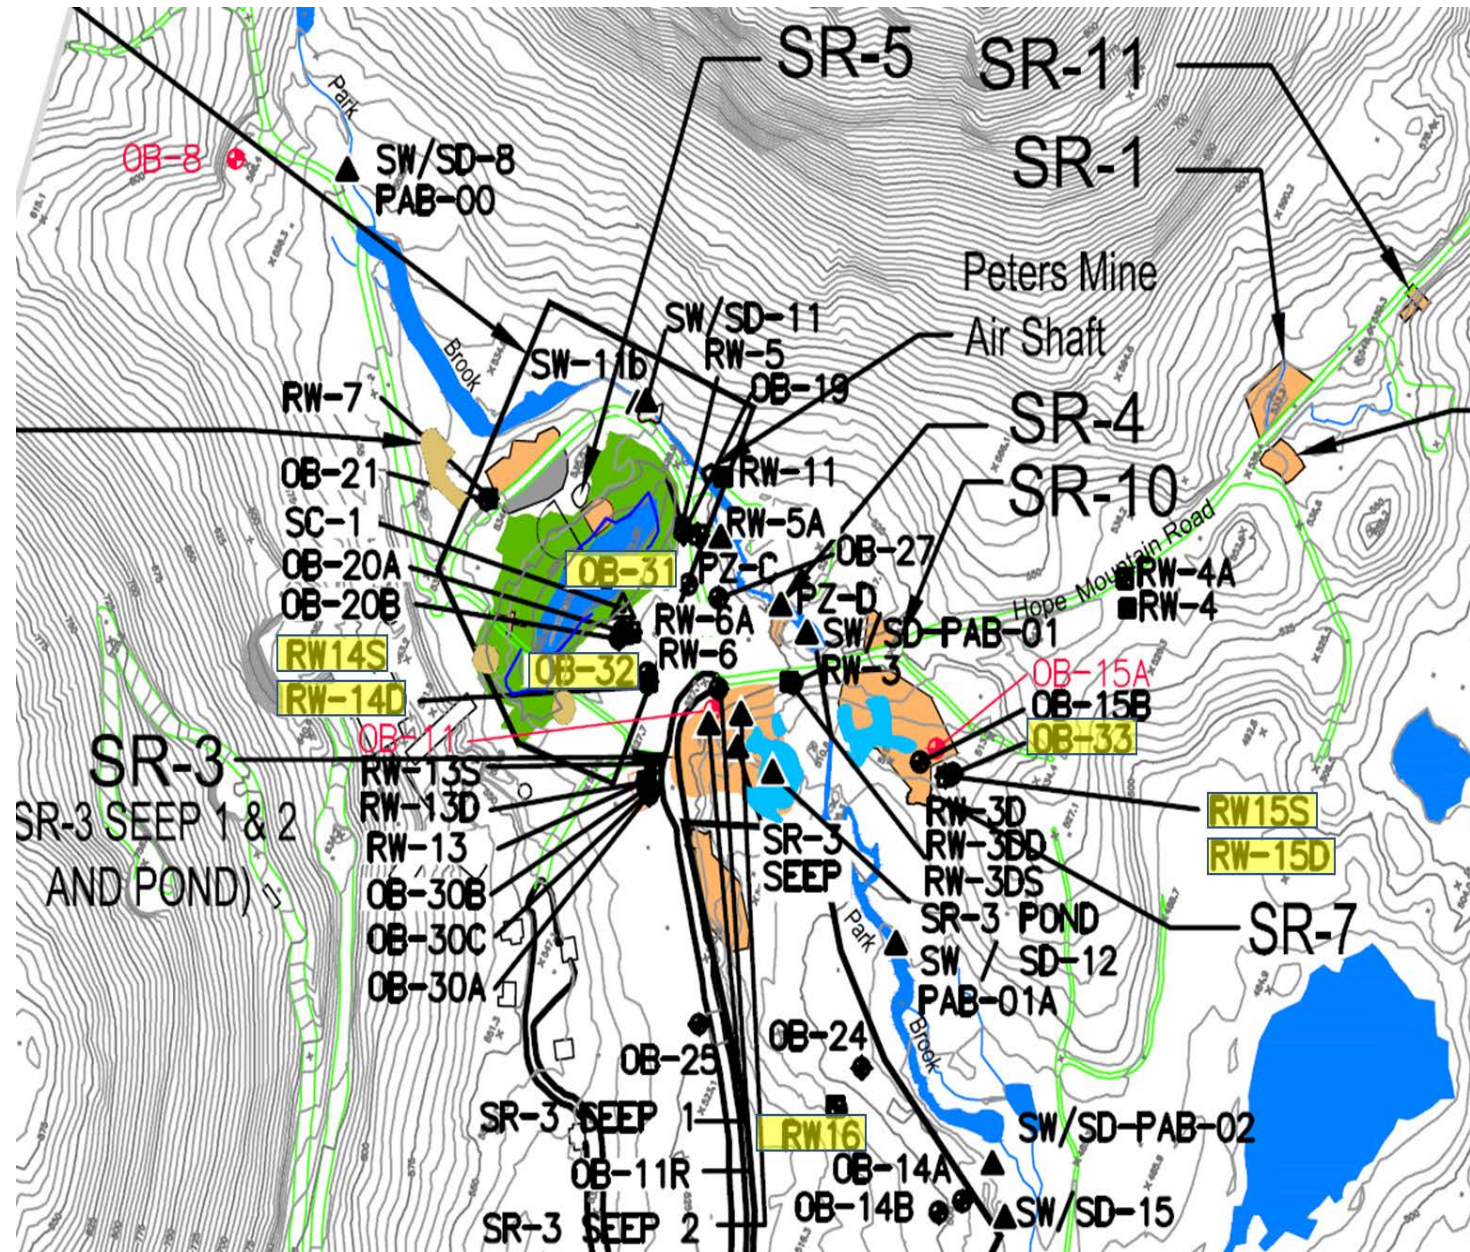 SR-5
SR-11
SR-1
Park
OB-8
SW/SD-8
PAB-00
Peters Mine
Air Shaft
SW/SD-11
RW-5
SW-11b
OB-19
Brook
RW-7
SR-4
OB-21
RW-11
SR-10
SC-1
RW-5A
OB-27
OB-20A
OB-31
PZ-C
Hope Mountain Road
RW-4A
OB-20B
PZ-D
RW-4
RW-6A
SW/SD-PAB-01
RW14S
OB-32
RW-6
RW-3
OB-15A
RW-14D
OB-15B
OB-11
OB-33
SR-3
RW-13S
SR-3 SEEP 1 & 2
AND POND)
RW-13D
RW-13
OB-30B
OB-30C
OB-30A
SR-3
SEEP
RW-3D
RW-3DD
RW-3DS
SR-3 POND
SW / SD-12
PAB-01A
RW15S
RW-15D
SR-7
Park
Brook
OB-24
OB-25
SR-3 SEEP 1
RW16
SW/SD-PAB-02
OB-11R
OB-14A
OB-14B
SW/SD-15
SR-3 SEEP 2